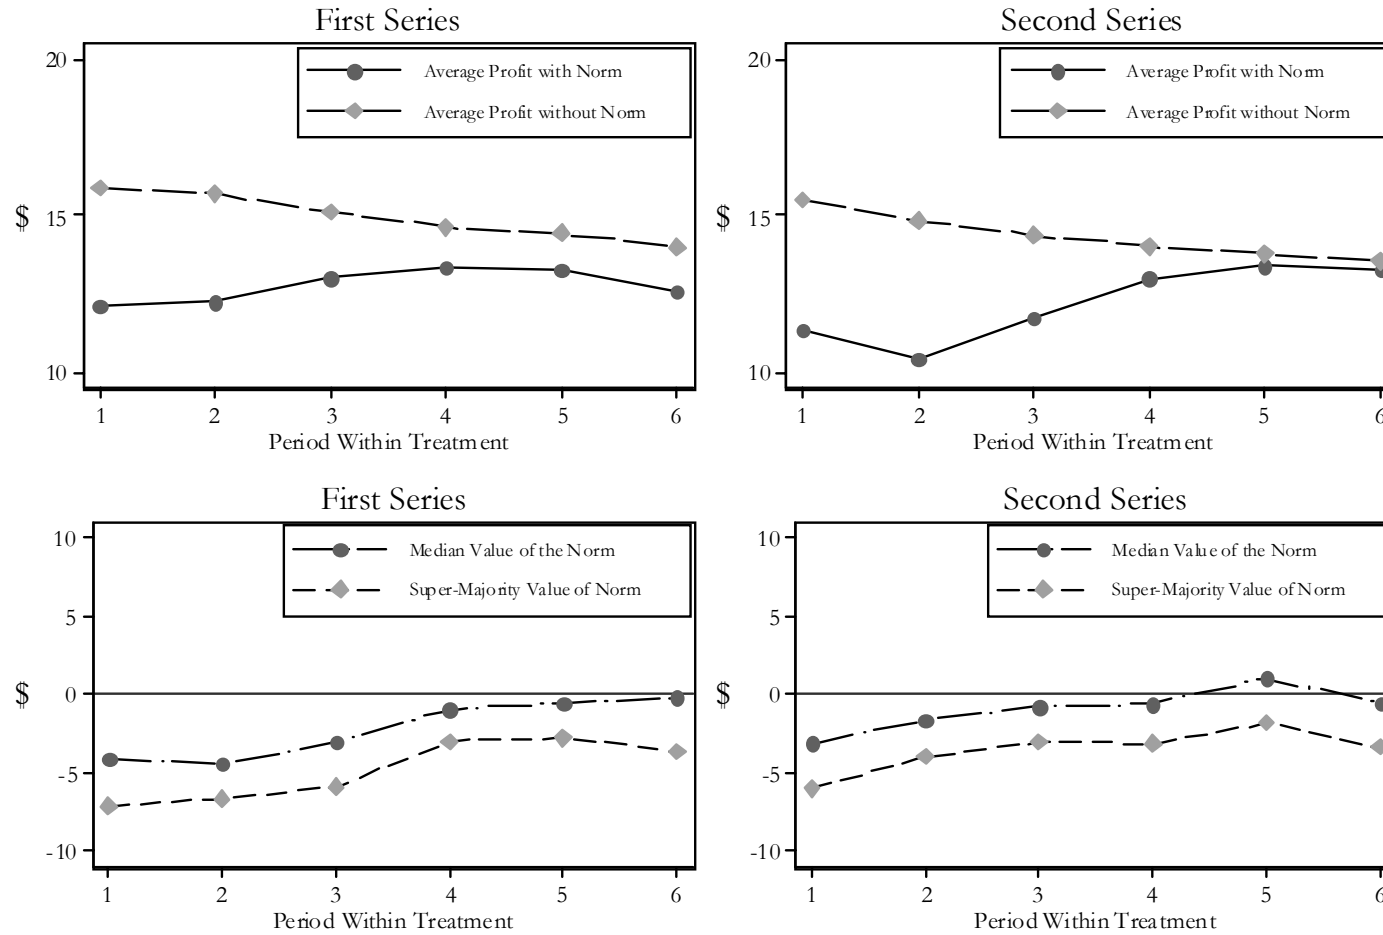 First Series
20
15
10
$
Average Profit with Norm
Average Profit without Norm
1 2 3 4 5 6
Period Within Treatment
Second Series
20
15
10
$
Average Profit with Norm
Average Profit without Norm
1 2 3 4 5 6
Period Within Treatment
First Series
10
5
0
-5
-10
$
Median Value of the Norm
Super-Majority Value of Norm
1 2 3 4 5 6
Period Within Treatment
Second Series
10
5
0
-5
-10
$
Median Value of the Norm
Super-Majority Value of Norm
1 2 3 4 5 6
Period Within Treatment